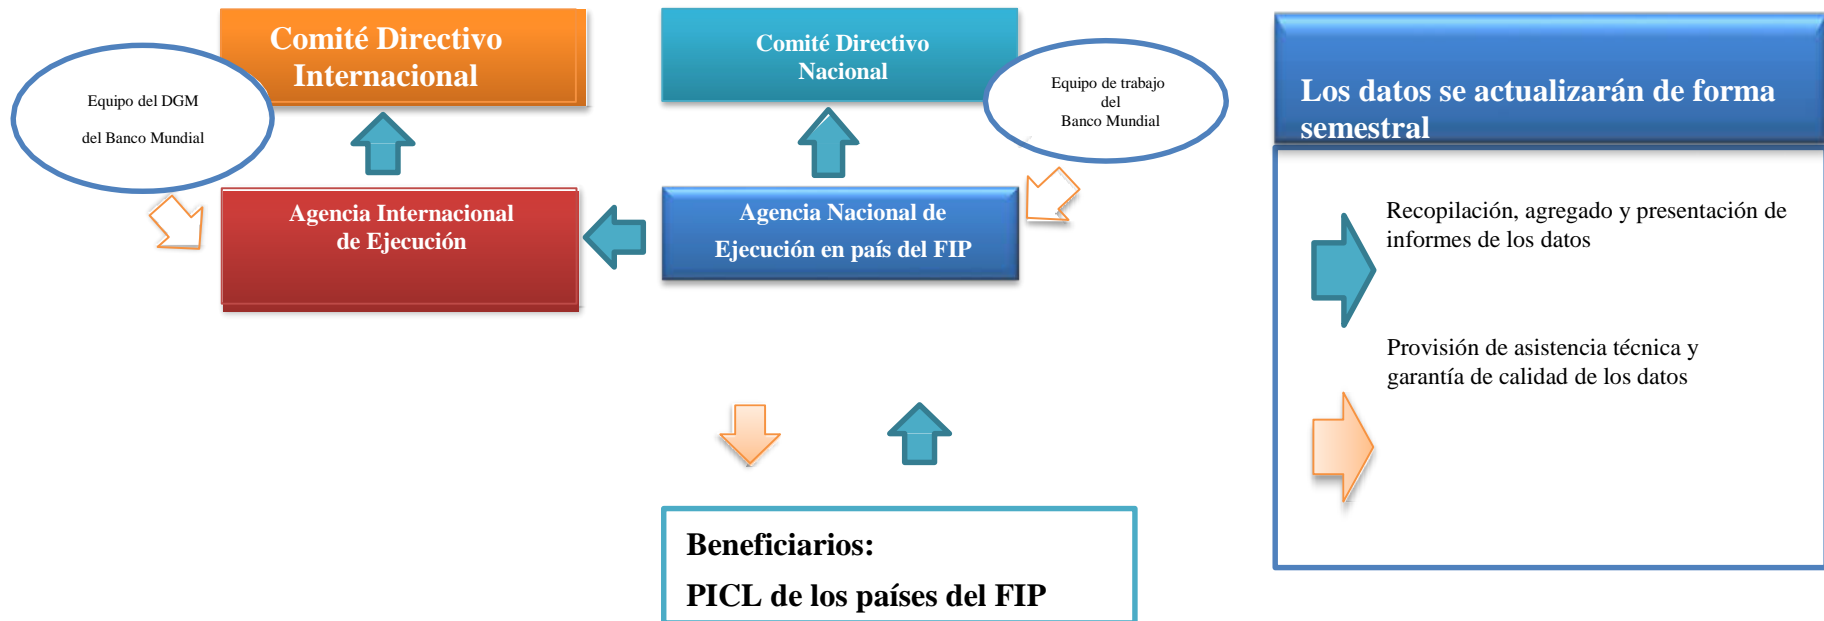 Comité Directivo
Internacional
Comité Directivo
Nacional
Equipo del DGM
del Banco Mundial
Equipo de trabajo
del
Banco Mundial
Agencia Internacional
de Ejecución
Agencia Nacional de
Ejecución en país del FIP
Beneficiarios:
PICL de los países del FIP
Los datos se actualizarán de forma
semestral
Recopilación, agregado y presentación de
informes de los datos
Provisión de asistencia técnica y
garantía de calidad de los datos